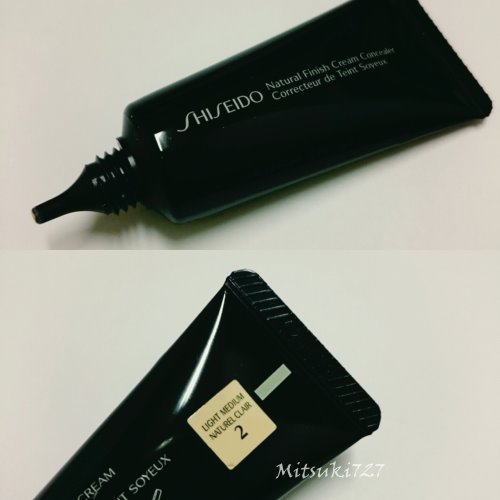 SHISEIDO
Natural Finish Cream Concealer
Correcteur de Teint Soyeux
LIGHT MEDIUM
NATUREL CLAIR
2
CREAM
SOYEUX
Mitsuki727